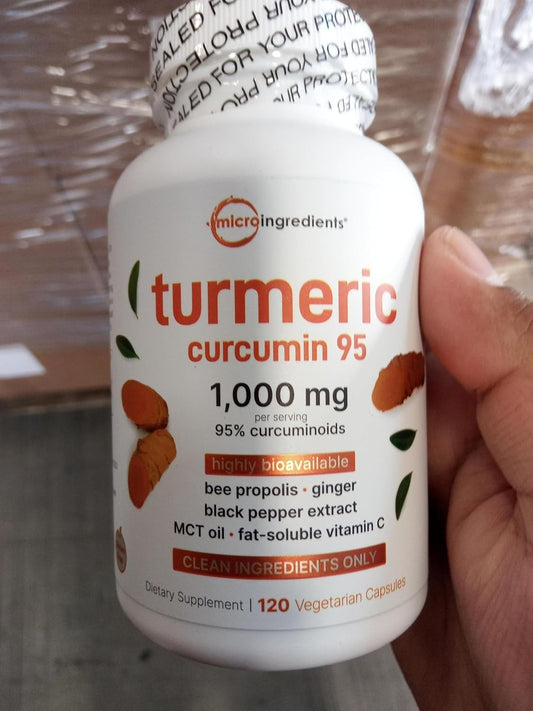 SEALED FOR YOUR PROTECTION
microingredients®
turmeric
curcumin 95
1,000 mg
per serving
95% curcuminoids
highly bioavailable
bee propolis • ginger
black pepper extract
MCT oil • fat-soluble vitamin C
CLEAN INGREDIENTS ONLY
Dietary Supplement | 120 Vegetarian Capsules